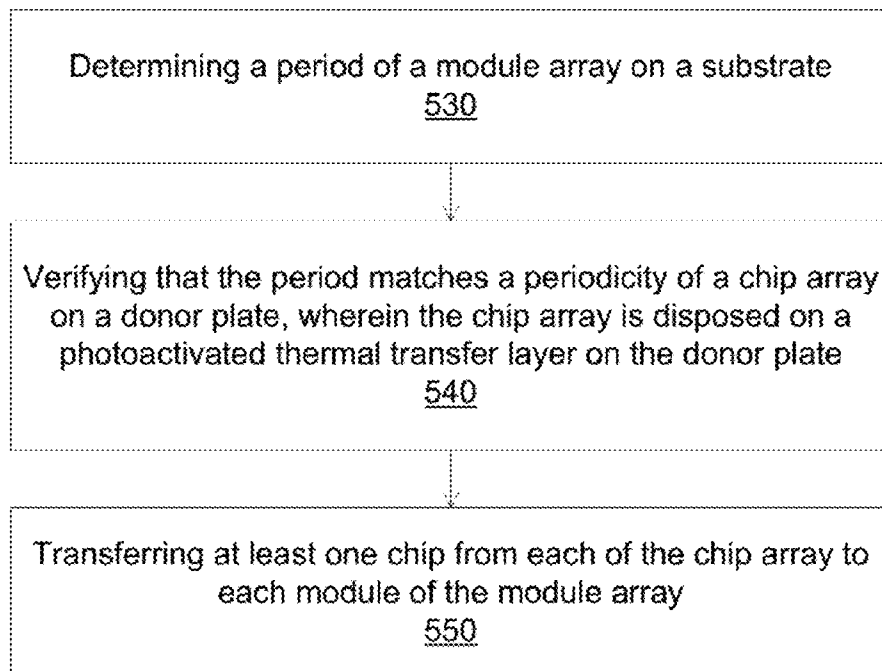 Determining a period of a module array on a substrate
530
Verifying that the period matches a periodicity of a chip array
on a donor plate, wherein the chip array is disposed on a
photoactivated thermal transfer layer on the donor plate
540
Transferring at least one chip from each of the chip array to
each module of the module array
550